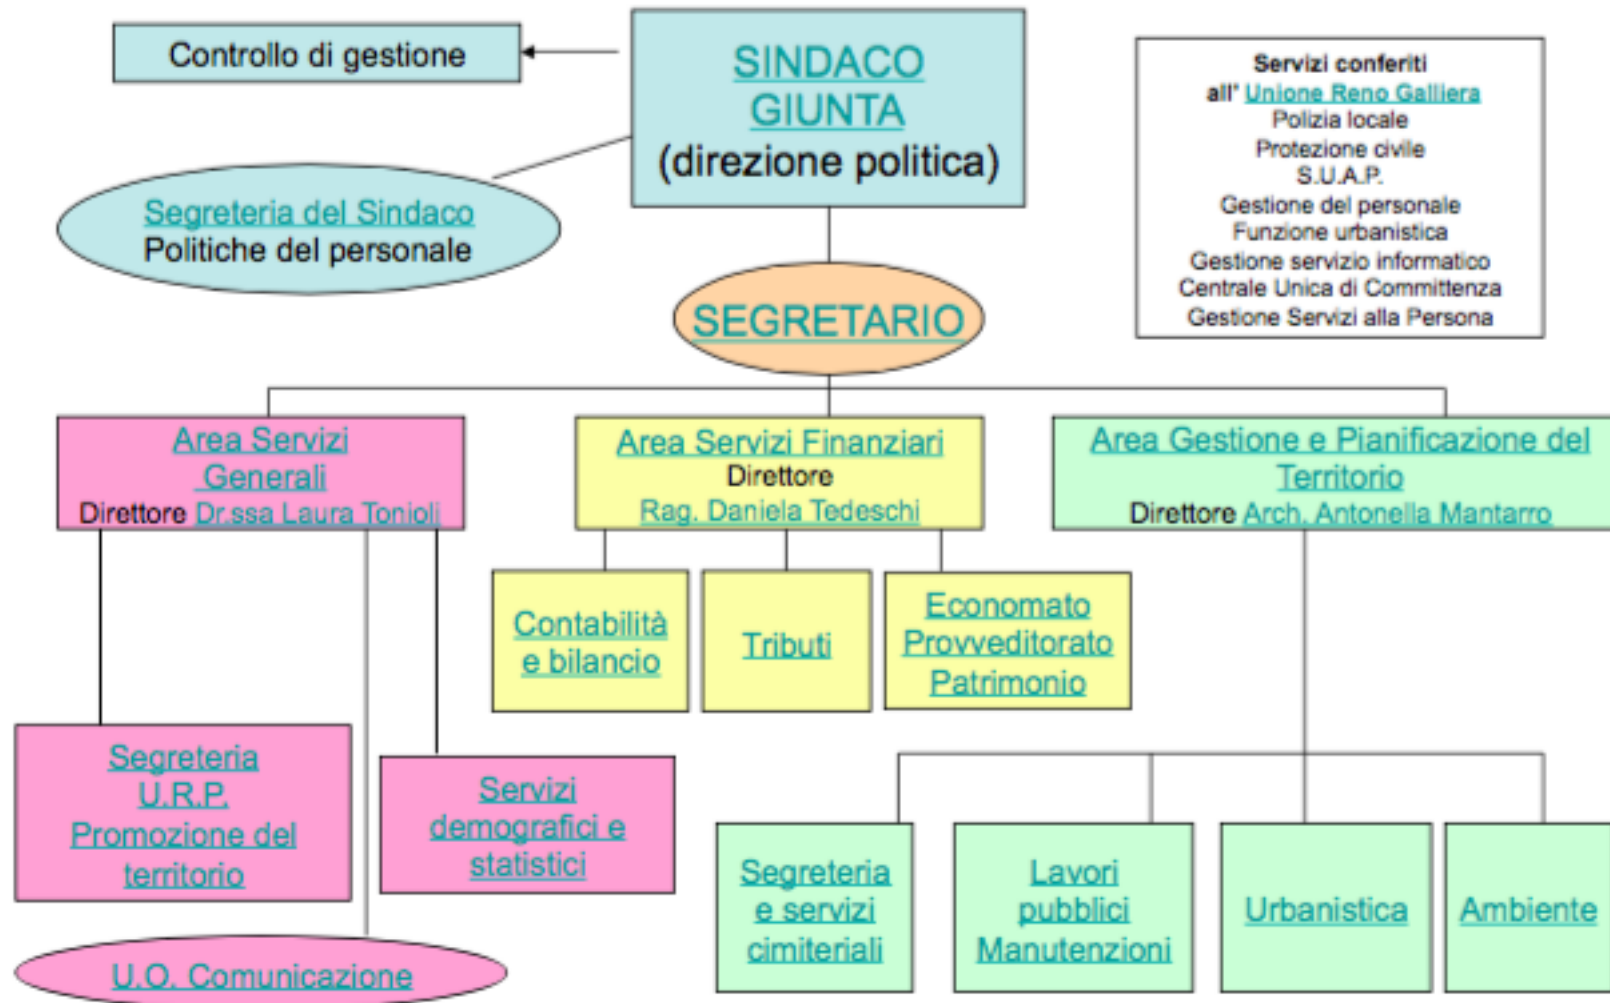 Controllo di gestione
SINDACO
GIUNTA
(direzione politica)
Servizi conferiti
all' Unione Reno Galliera
Polizia locale
Protezione civile
S.U.A.P.
Gestione del personale
Funzione urbanistica
Gestione servizio informatico
Centrale Unica di Committenza
Gestione Servizi alla Persona
Segreteria del Sindaco
Politiche del personale
SEGRETARIO
Area Servizi
Generali
Direttore Dr.ssa Laura Tonioli
Area Servizi Finanziari
Direttore
Rag. Daniela Tedeschi
Area Gestione e Pianificazione del
Territorio
Direttore Arch. Antonella Mantarro
Contabilità
e bilancio
Tributi
Economato
Provveditorato
Patrimonio
Segreteria
U.R.P.
Promozione del
territorio
Servizi
demografici e
statistici
Segreteria
e servizi
cimiteriali
Lavori
pubblici
Manutenzioni
Urbanistica
Ambiente
U.O. Comunicazione